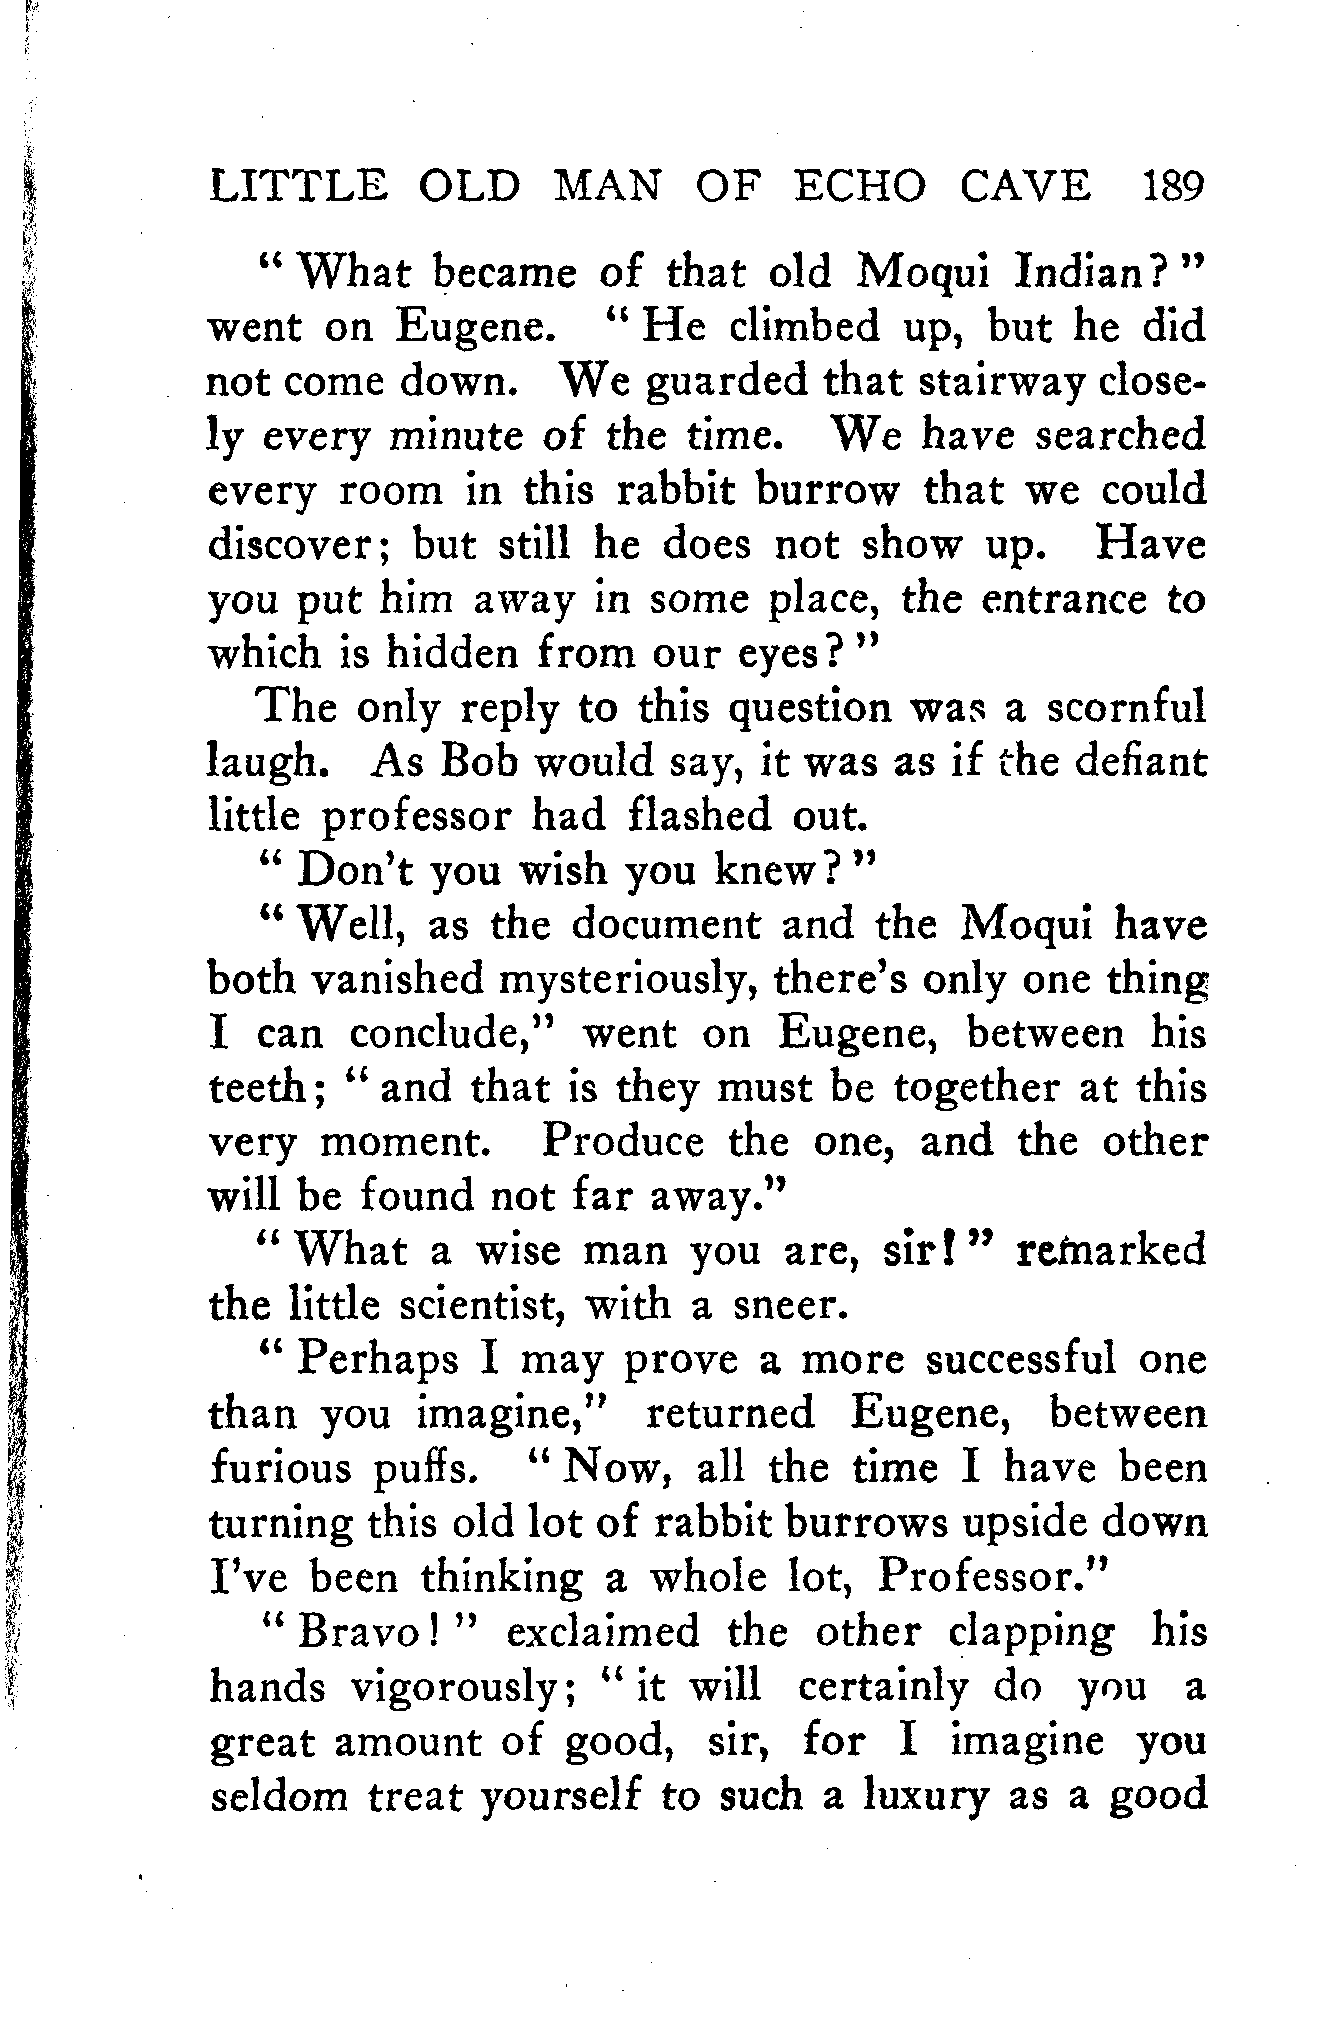 LITTLE OLD MAN OF ECHO CAVE 189
“ What became of that old Moqui Indian? ”
went on Eugene. “ He climbed up, but he did
not come down. We guarded that stairway close-
ly every minute of the time. We have searched
every room in this rabbit burrow that we could
discover; but still he does not show up. Have
you put him away in some place, the entrance to
which is hidden from our eyes? ”
The only reply to this question was a scornful
laugh. As Bob would say, it was as if the defiant
little professor had flashed out.
“ Don't you wish you knew? ”
“ Well, as the document and the Moqui have
both vanished mysteriously, there's only one thing
I can conclude,” went on Eugene, between his
teeth; “ and that is they must be together at this
very moment. Produce the one, and the other
will be found not far away.”
“ What a wise man you are, sir! ” remarked
the little scientist, with a sneer.
“ Perhaps I may prove a more successful one
than you imagine,” returned Eugene, between
furious puffs. “ Now, all the time I have been
turning this old lot of rabbit burrows upside down
I've been thinking a whole lot, Professor.”
“ Bravo! ” exclaimed the other clapping his
hands vigorously; “ it will certainly do you a
great amount of good, sir, for I imagine you
seldom treat yourself to such a luxury as a good